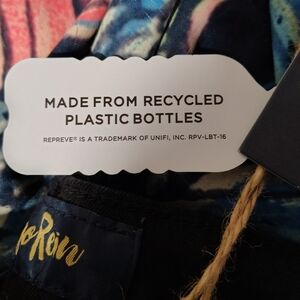 MADE FROM RECYCLED
PLASTIC BOTTLES
REPREVE® IS A TRADEMARK OF UNIFI, INC. RPV-LBT-16